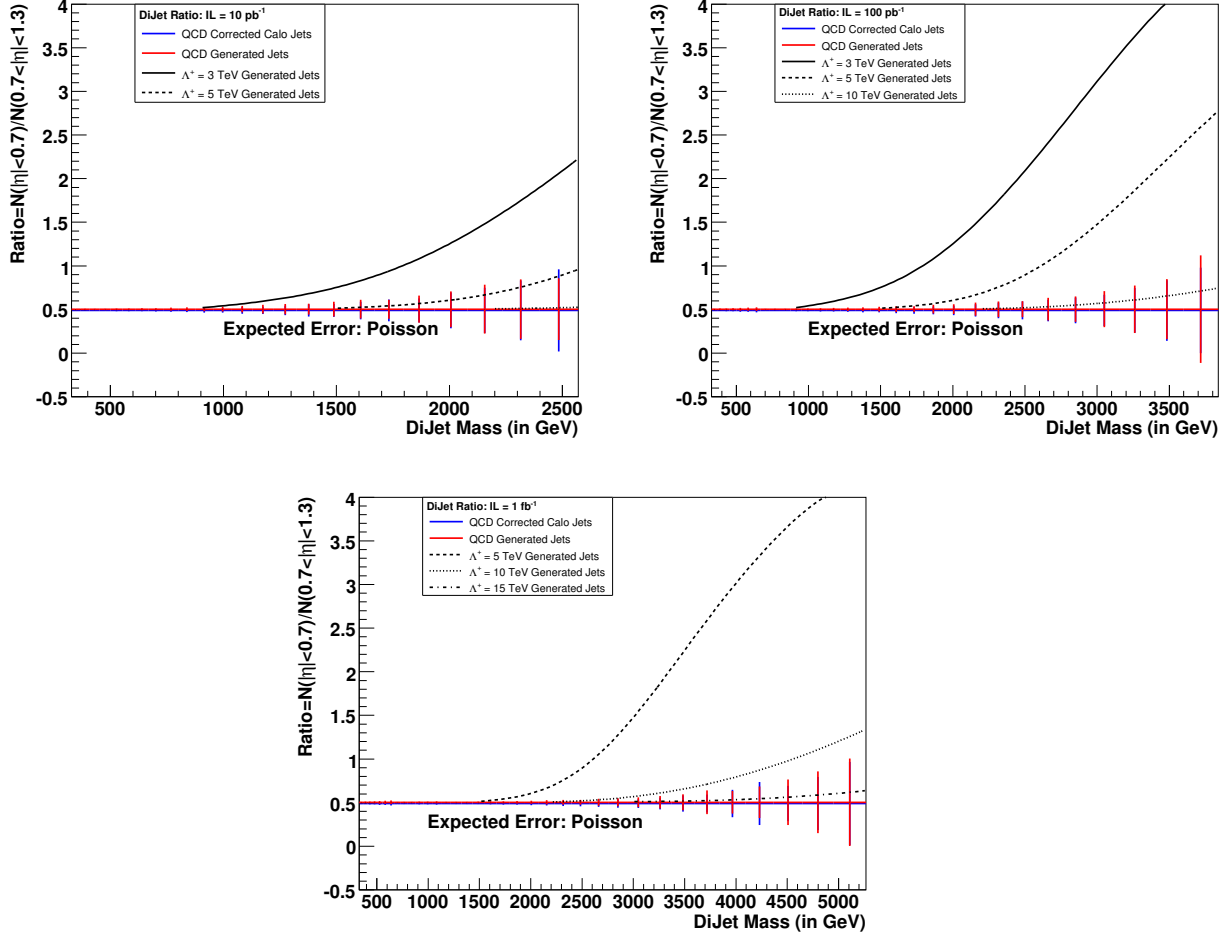 DiJet Ratio: IL = 10 pb⁻¹
QCD Corrected Calo Jets
QCD Generated Jets
Λ⁺ = 3 TeV Generated Jets
Λ⁺ = 5 TeV Generated Jets
Ratio=N(|η|<0.7)/N(0.7<|η|<1.3)
4
3.5
3
2.5
2
1.5
1
0.5
0
-0.5
Expected Error: Poisson
500 1000 1500 2000 2500
DiJet Mass (in GeV)
DiJet Ratio: IL = 100 pb⁻¹
QCD Corrected Calo Jets
QCD Generated Jets
Λ⁺ = 3 TeV Generated Jets
Λ⁺ = 5 TeV Generated Jets
Λ⁺ = 10 TeV Generated Jets
Ratio=N(|η|<0.7)/N(0.7<|η|<1.3)
4
3.5
3
2.5
2
1.5
1
0.5
0
-0.5
Expected Error: Poisson
500 1000 1500 2000 2500 3000 3500
DiJet Mass (in GeV)
DiJet Ratio: IL = 1 fb⁻¹
QCD Corrected Calo Jets
QCD Generated Jets
Λ⁺ = 5 TeV Generated Jets
Λ⁺ = 10 TeV Generated Jets
Λ⁺ = 15 TeV Generated Jets
Ratio=N(|η|<0.7)/N(0.7<|η|<1.3)
4
3.5
3
2.5
2
1.5
1
0.5
0
-0.5
Expected Error: Poisson
500 1000 1500 2000 2500 3000 3500 4000 4500 5000
DiJet Mass (in GeV)